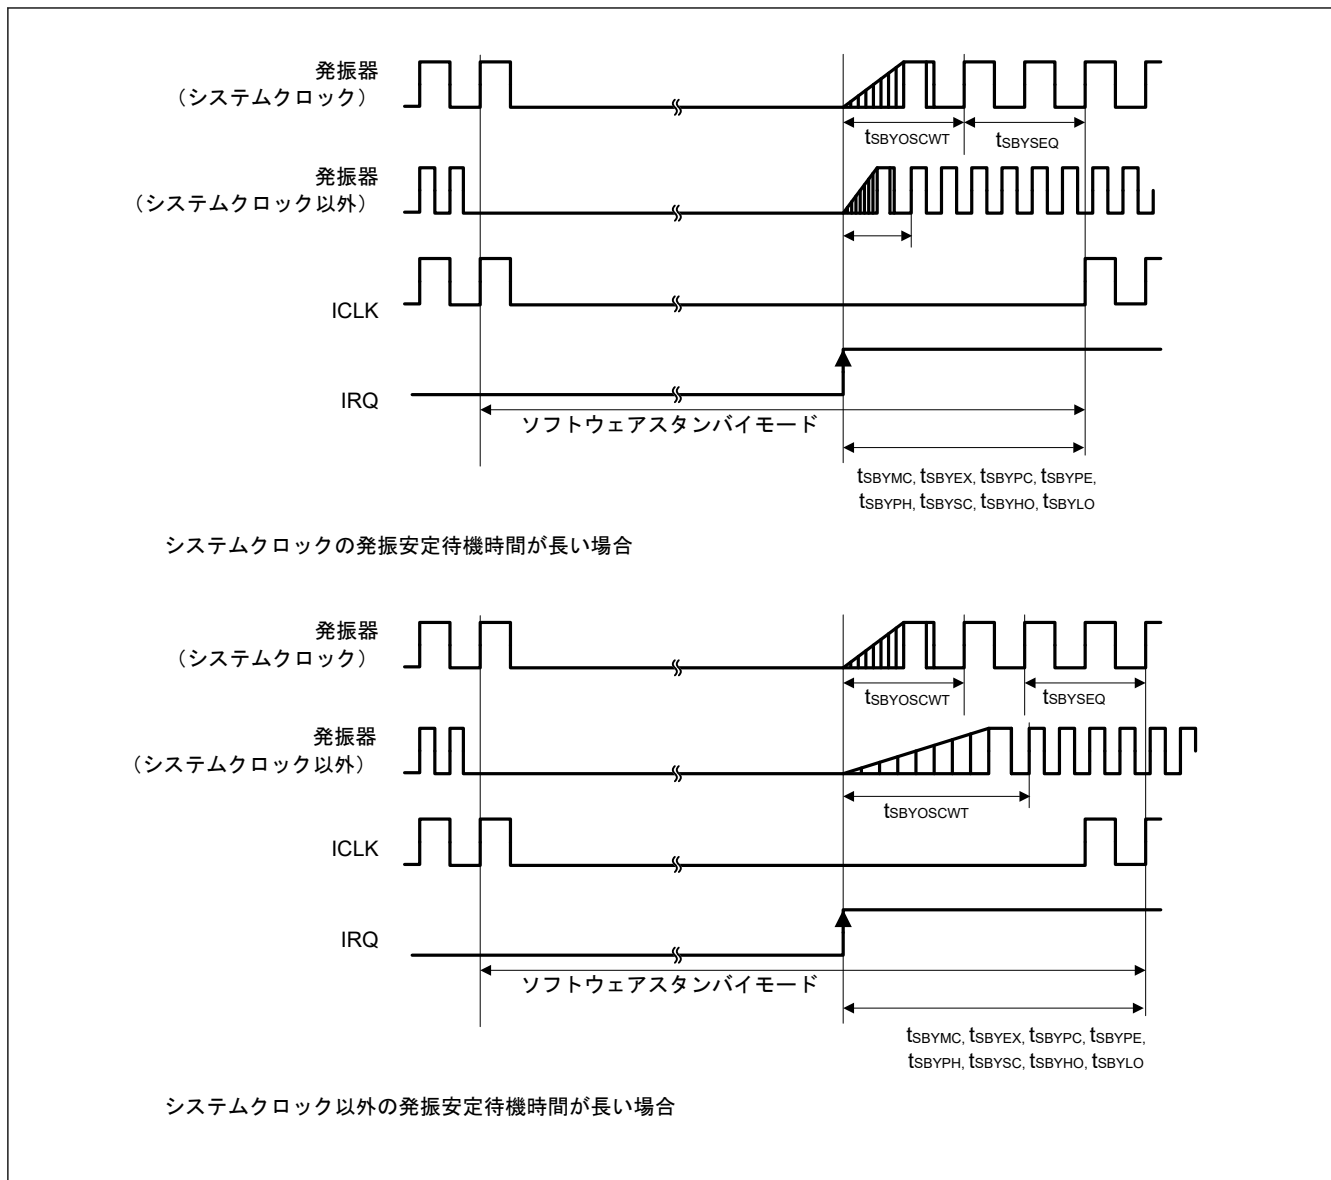 発振器
（システムクロック）
tSBYOSCWT
tSBYSEQ
発振器
（システムクロック以外）
ICLK
IRQ
ソフトウェアスタンバイモード
tSBYMC, tSBYEX, tSBYPC, tSBYPE,
tSBYPH, tSBYSC, tSBYHO, tSBYLO
システムクロックの発振安定待機時間が長い場合
発振器
（システムクロック）
tSBYOSCWT
tSBYSEQ
発振器
（システムクロック以外）
tSBYOSCWT
ICLK
IRQ
ソフトウェアスタンバイモード
tSBYMC, tSBYEX, tSBYPC, tSBYPE,
tSBYPH, tSBYSC, tSBYHO, tSBYLO
システムクロック以外の発振安定待機時間が長い場合